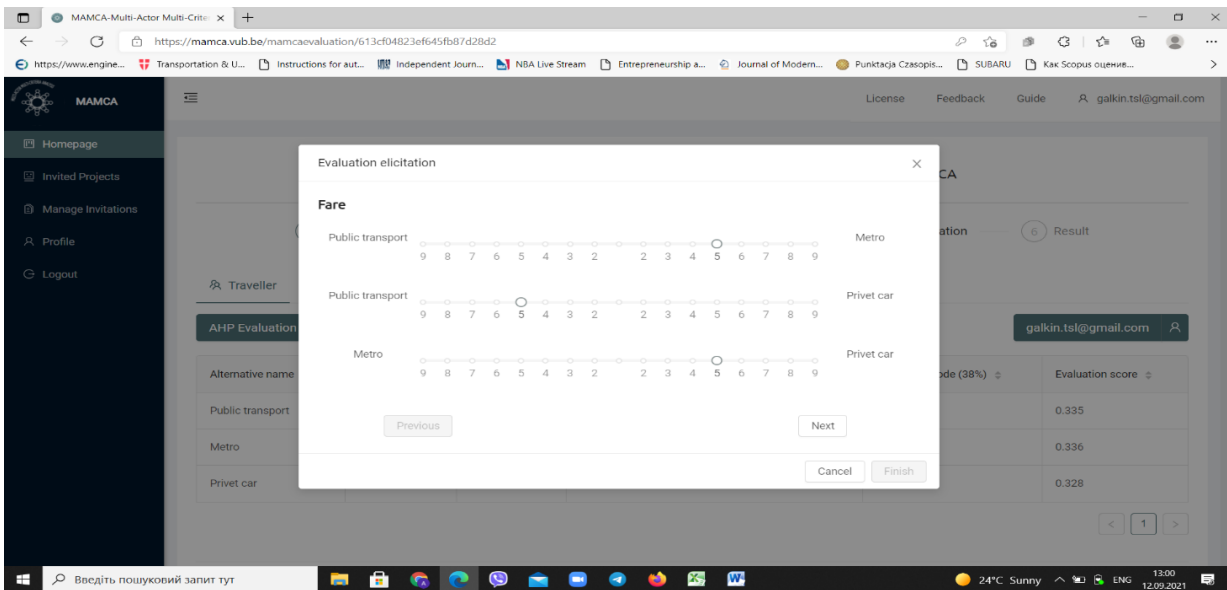 MAMCA-Multi-Actor Multi-Crite
https://mamca.vub.be/mamcaevaluation/613cf04823ef645fb87d28d2
https://www.engine... Transportation & U... Instructions for aut... Independent Journ... NBA Live Stream Entrepreneurship a... Journal of Modern... Punktacja Czasopis... SUBARU Как Scopus оценив...
MAMCA License Feedback Guide galkin.tsl@gmail.com
Homepage
Invited Projects
Manage Invitations
Profile
Logout
CA
ation 6 Result
Traveller
AHP Evaluation galkin.tsl@gmail.com
Alternative name ode (38%) Evaluation score
Public transport 0.335
Metro 0.336
Privet car 0.328
< 1 >
Evaluation elicitation
Fare
Public transport Metro
9 8 7 6 5 4 3 2 2 3 4 5 6 7 8 9
Public transport Privet car
9 8 7 6 5 4 3 2 2 3 4 5 6 7 8 9
Metro Privet car
9 8 7 6 5 4 3 2 2 3 4 5 6 7 8 9
Previous Next
Cancel Finish
Введіть пошуковий запит тут
24°C Sunny ENG 13:00
12.09.2021